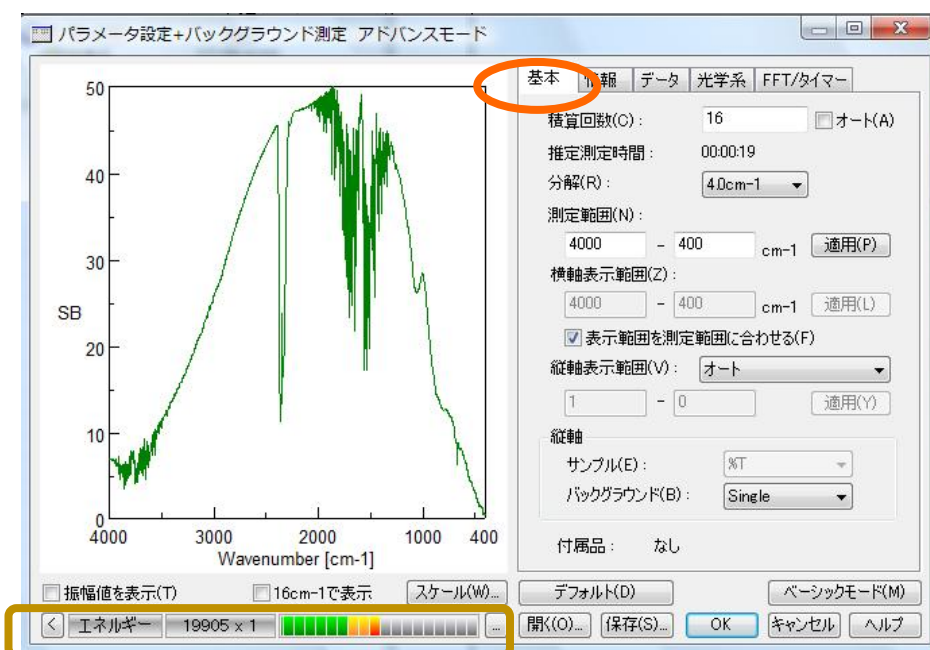 パラメータ設定+バックグラウンド測定 アドバンスモード
50
40
30
SB
20
10
0
4000 3000 2000 1000 400
Wavenumber [cm-1]
振幅値を表示(T) 16cm-1で表示 スケール(W)...
< エネルギー 19905 x 1 ...
基本 情報 データ 光学系 FFT/タイマー
積算回数(C): 16 オート(A)
推定測定時間: 00:00:19
分解(R): 4.0cm-1
測定範囲(N):
4000 - 400 cm-1 適用(P)
横軸表示範囲(Z):
4000 - 400 cm-1 適用(L)
表示範囲を測定範囲に合わせる(F)
縦軸表示範囲(V): オート
1 - 0 適用(Y)
縦軸
サンプル(E): %T
バックグラウンド(B): Single
付属品: なし
デフォルト(D) ベーシックモード(M)
開く(O)... 保存(S)... OK キャンセル ヘルプ